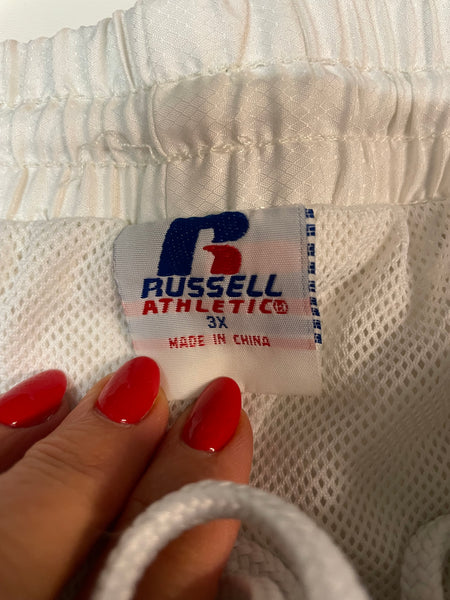 R
RUSSELL
ATHLETIC®
3X
MADE IN CHINA